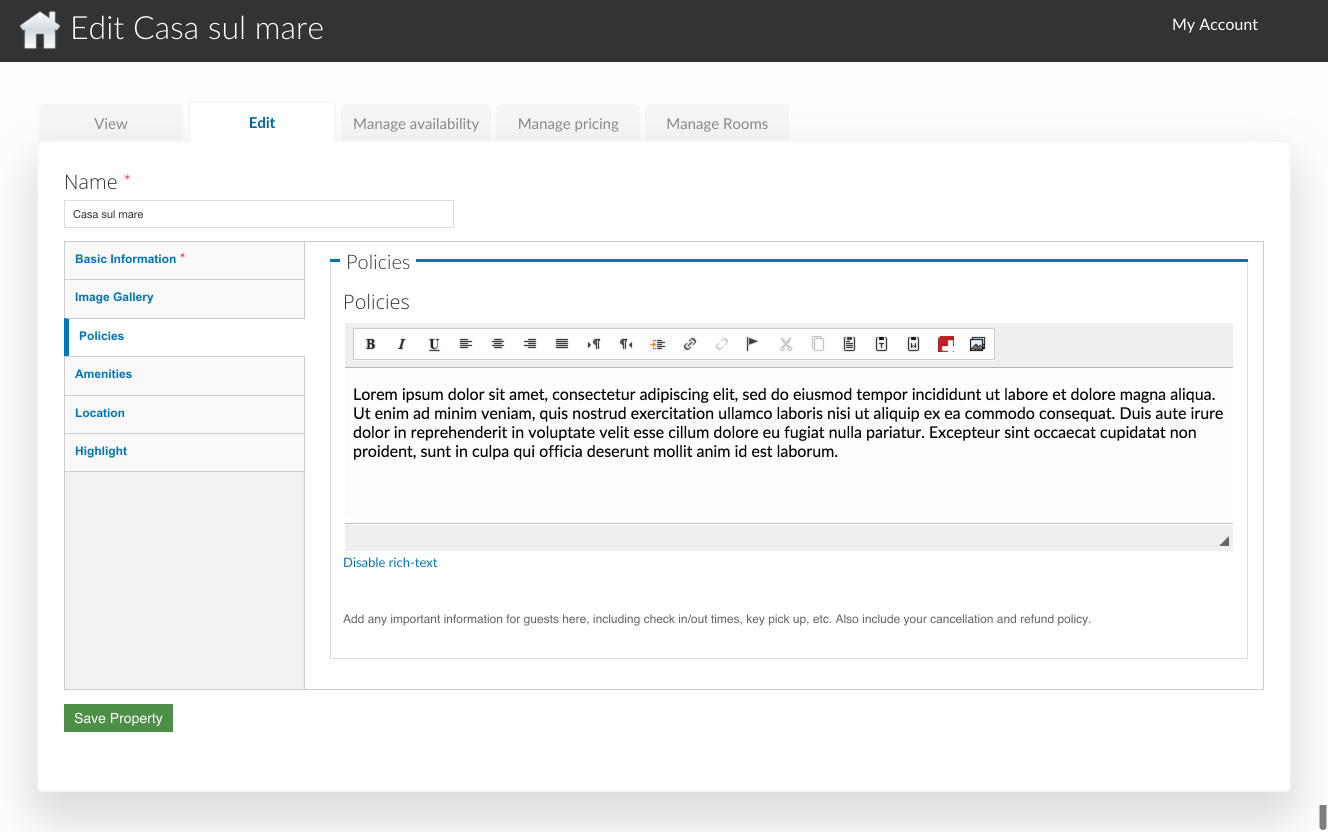 Edit Casa sul mare
My Account
View
Edit
Manage availability
Manage pricing
Manage Rooms
Name *
Casa sul mare
Basic Information *
Image Gallery
Policies
Amenities
Location
Highlight
Policies
Policies
B I U
Lorem ipsum dolor sit amet, consectetur adipiscing elit, sed do eiusmod tempor incididunt ut labore et dolore magna aliqua.
Ut enim ad minim veniam, quis nostrud exercitation ullamco laboris nisi ut aliquip ex ea commodo consequat. Duis aute irure
dolor in reprehenderit in voluptate velit esse cillum dolore eu fugiat nulla pariatur. Excepteur sint occaecat cupidatat non
proident, sunt in culpa qui officia deserunt mollit anim id est laborum.
Disable rich-text
Add any important information for guests here, including check in/out times, key pick up, etc. Also include your cancellation and refund policy.
Save Property